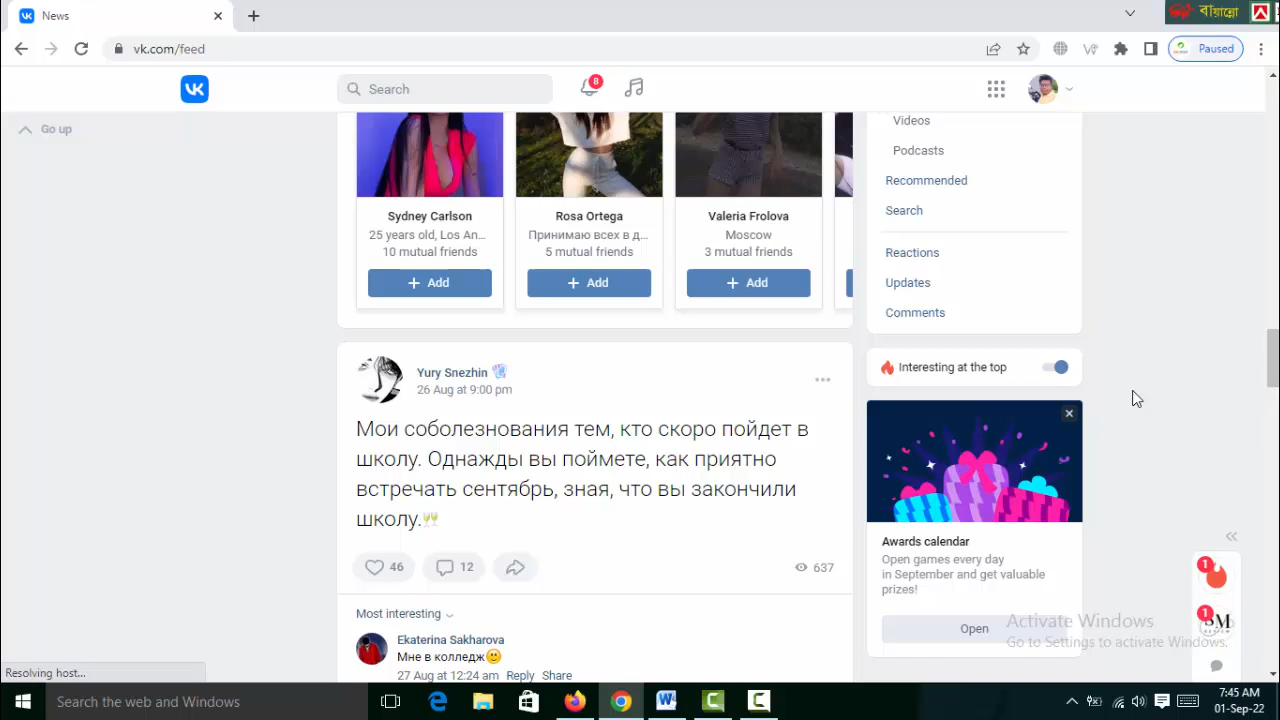 News
বায়ান্নো
vk.com/feed
Paused
Search
8
Go up
Videos
Podcasts
Recommended
Search
Reactions
Updates
Comments
Sydney Carlson
25 years old, Los An...
10 mutual friends
+ Add
Rosa Ortega
Принимаю всех в д...
5 mutual friends
+ Add
Valeria Frolova
Moscow
3 mutual friends
+ Add
Interesting at the top
Yury Snezhin
26 Aug at 9:00 pm
Мои соболезнования тем, кто скоро пойдет в
школу. Однажды вы поймете, как приятно
встречать сентябрь, зная, что вы закончили
школу.🥂
46
12
637
Most interesting
Ekaterina Sakharova
Мне в колледж🙂
27 Aug at 12:24 am Reply Share
Awards calendar
Open games every day
in September and get valuable
prizes!
Open
1
1
Activate Windows
Go to Settings to activate Windows.
Resolving host...
Search the web and Windows
7:45 AM
01-Sep-22